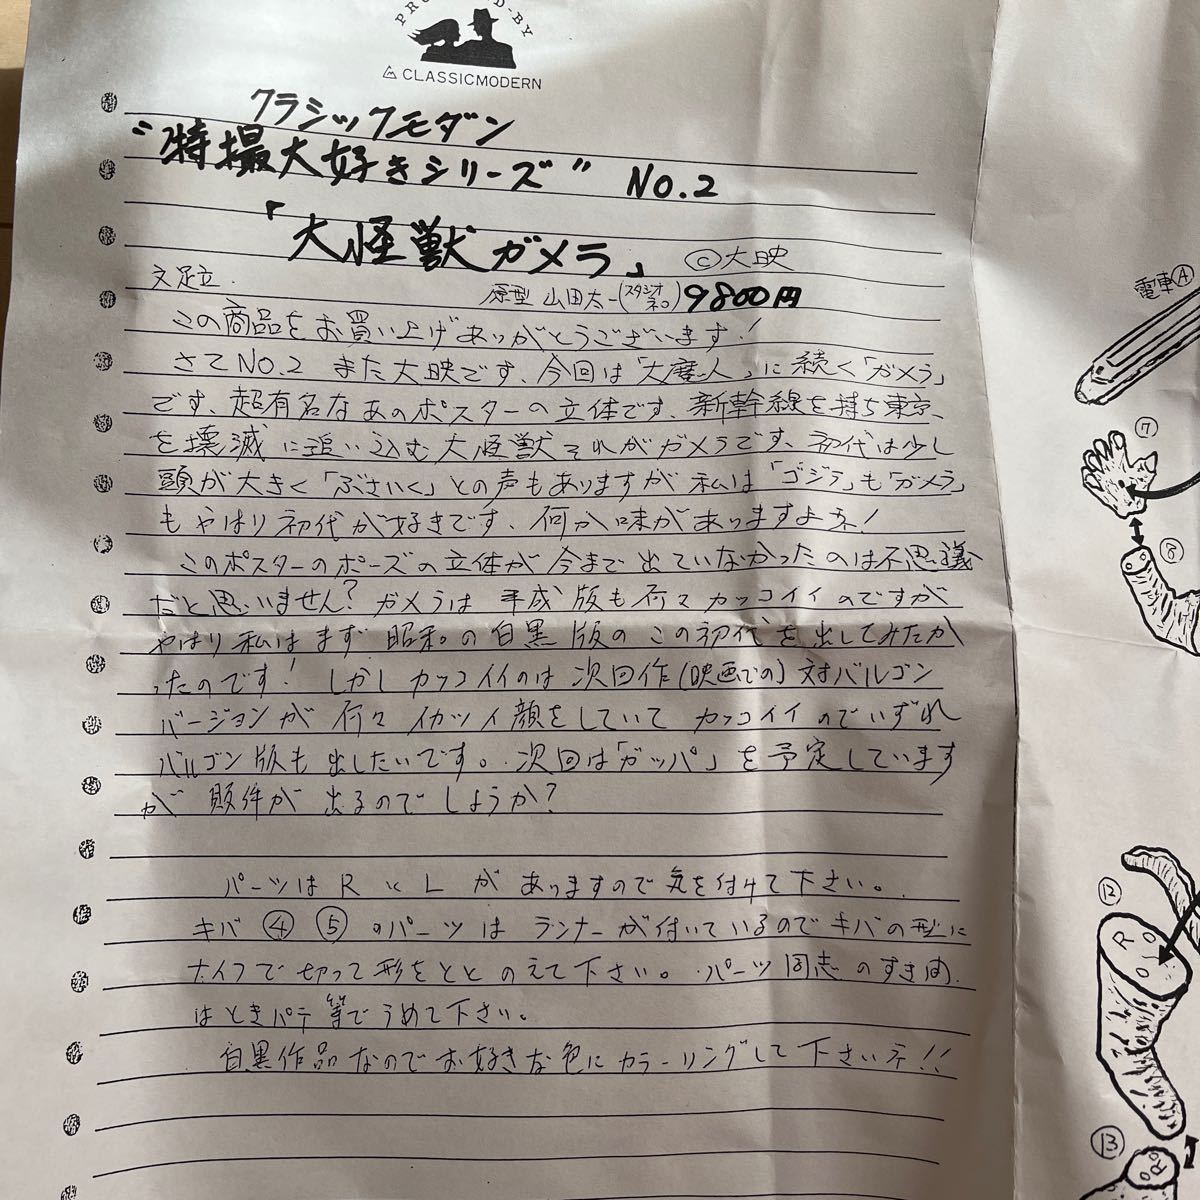 PRODUCED-BY
CLASSICMODERN
クラシックモダン
〝特撮大好きシリーズ〟 NO.2
「大怪獣ガメラ」 ©大映
文足立.
原型 山田太一(スタジオネロ)9800円
この商品をお買い上げありがとうございます!
さてNO.2 また大映です、今回は「大魔人」に続く「ガメラ」
です、超有名なあのポスターの立体です、新幹線を持ち東京、
を壊滅に追い込む大怪獣それがガメラです、初代は少し
頭が大きく「ぶさいく」との声もありますが私は「ゴジラ」も「ガメラ」
もやはり初代が好きです、何か味がありますよネ!
このポスターのポーズの立体が今まで出ていなかったのは不思議
だと思いません?ガメラは平成版も仲々カッコイイのですが
やはり私はまず昭和の白黒版のこの初代を出してみたか
ったのです!しかしカッコイイのは次回作(映画での)対バルゴン
バージョンが仲々イカツイ顔をしていてカッコイイのでいずれ
バルゴン版も出したいです。次回は「ガッパ」を予定しています
が 願件が出るのでしょうか?
パーツはRとLがありますので気を付けて下さい。
キバ④⑤のパーツはランナーが付いているのでキバの型に
ナイフで切って形をととのえて下さい。パーツ同志のすき間
はときパテ等でうめて下さい。
白黒作品なのでお好きな色にカラーリングして下さいネ!!
電車Ⓐ
⑦
⑧
⑫
R
⑬
R